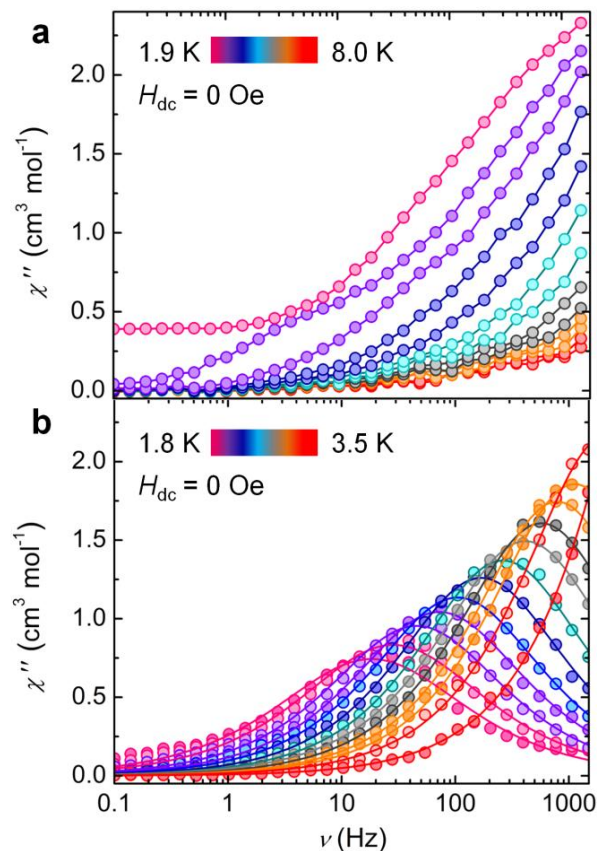 a
1.9 K 8.0 K
H_dc = 0 Oe
2.0
1.5
1.0
0.5
0.0
χ″ (cm³ mol⁻¹)
b
1.8 K 3.5 K
H_dc = 0 Oe
2.0
1.5
1.0
0.5
0.0
χ″ (cm³ mol⁻¹)
0.1 1 10 100 1000
ν (Hz)